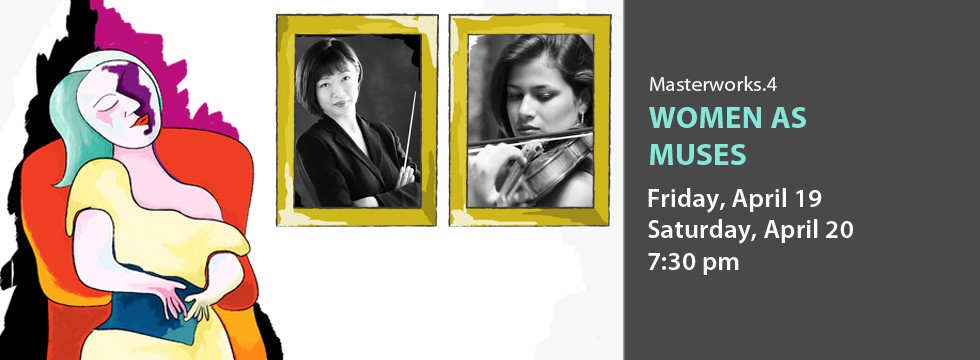 Masterworks.4
WOMEN AS
MUSES
Friday, April 19
Saturday, April 20
7:30 pm